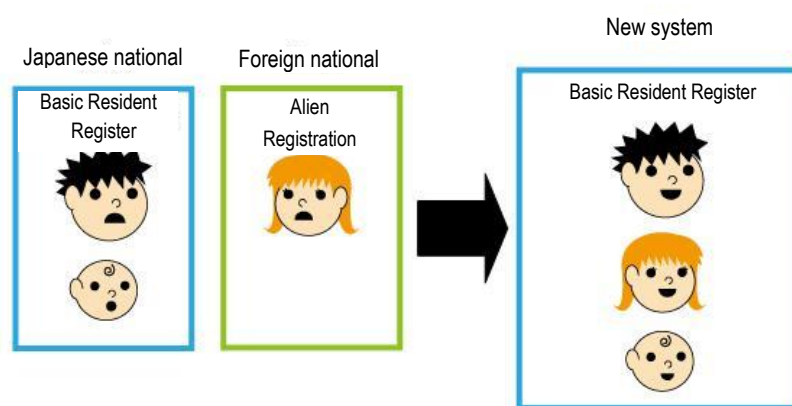 Japanese national
Basic Resident
Register
Foreign national
Alien
Registration
New system
Basic Resident Register